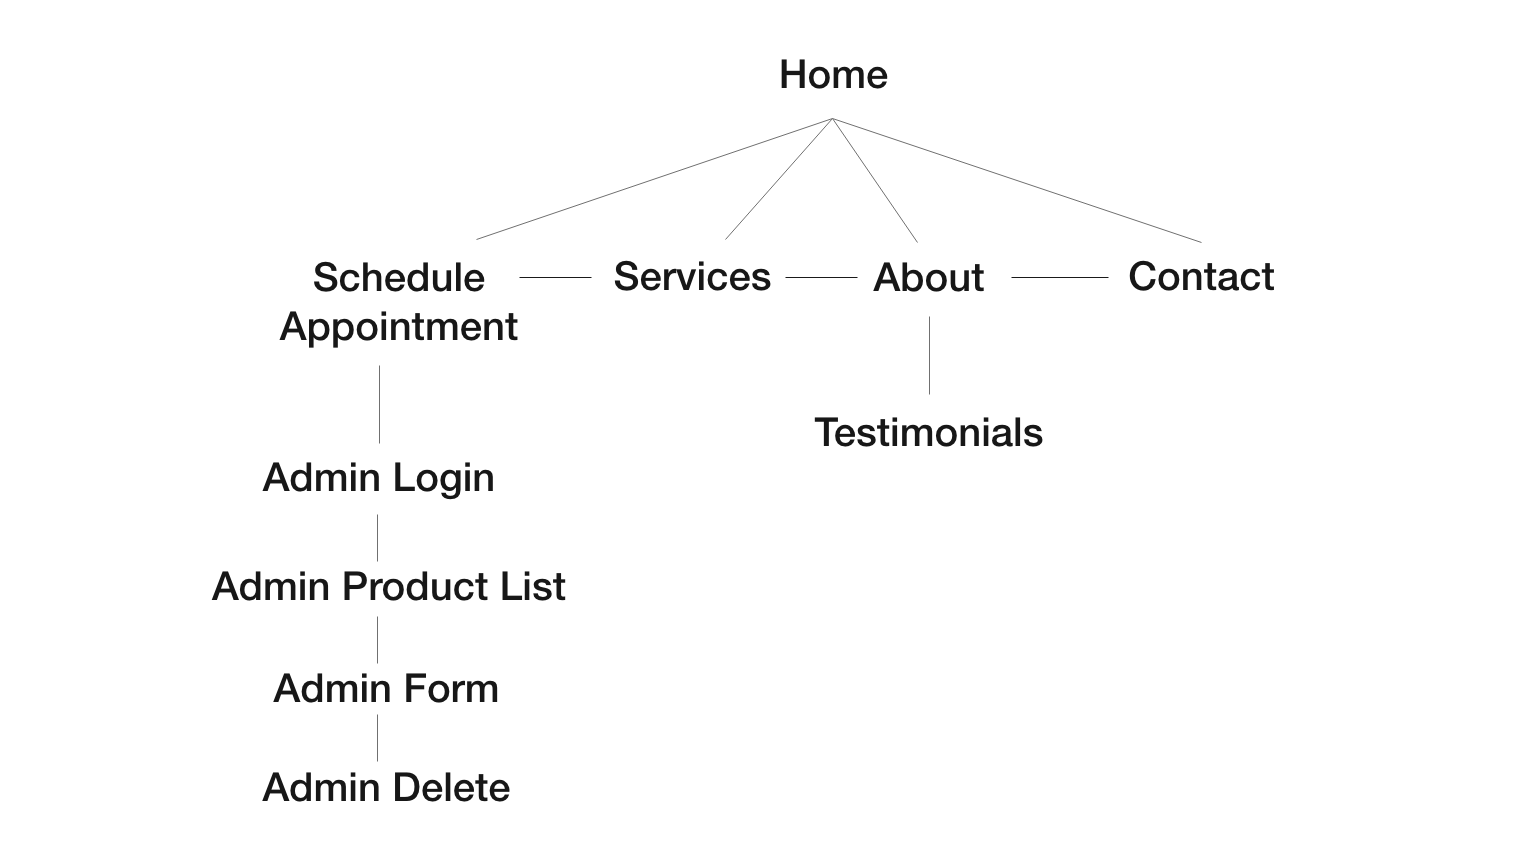 Home
Schedule Services About Contact
Appointment
Testimonials
Admin Login
Admin Product List
Admin Form
Admin Delete